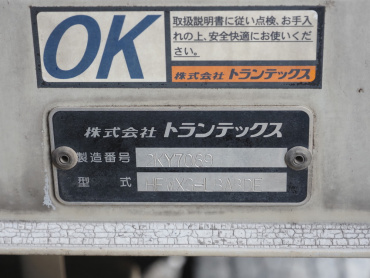 OK
取扱説明書に従い点検、お手入
れの上、安全快適にお使いくだ
さい。
株式会社 トランテックス
株式会社 トランテックス
製造番号
型 式